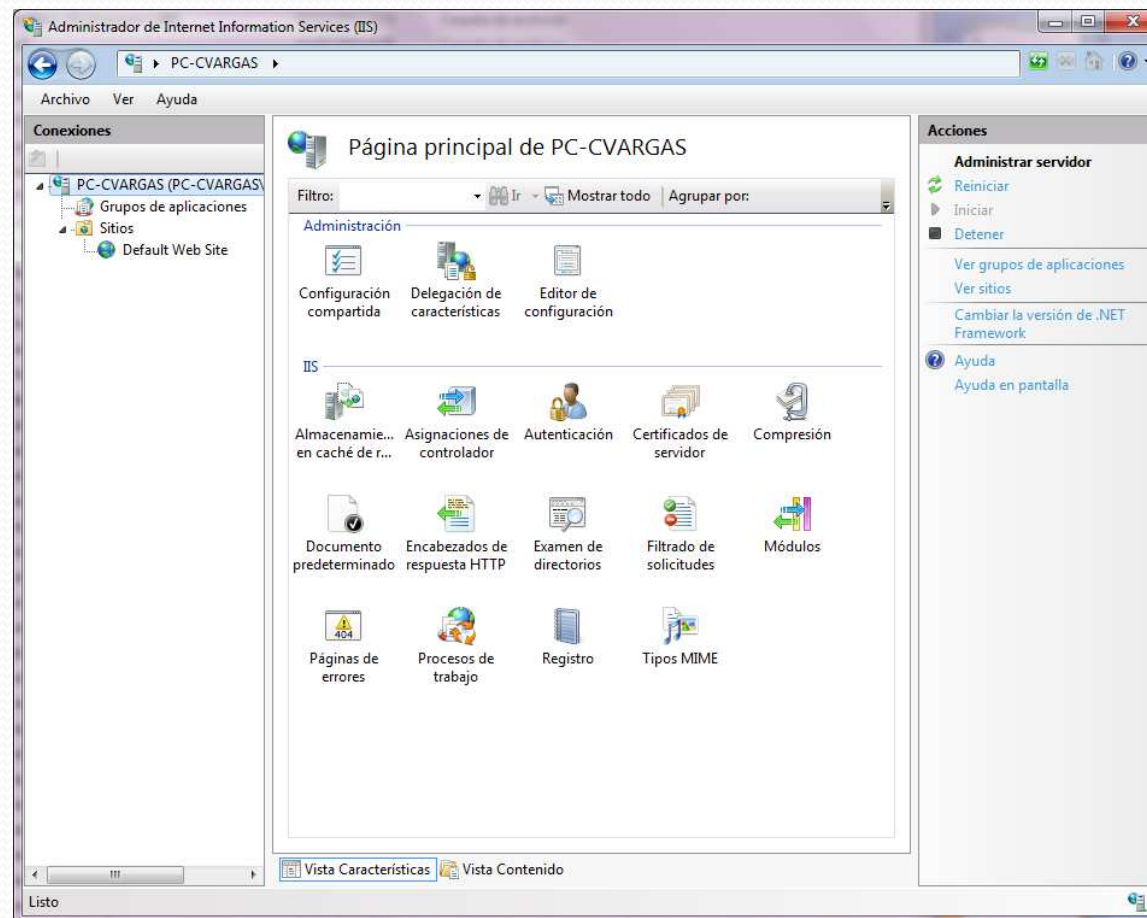 Administrador de Internet Information Services (IIS)
PC-CVARGAS
Archivo Ver Ayuda
Conexiones
PC-CVARGAS (PC-CVARGAS\
Grupos de aplicaciones
Sitios
Default Web Site
Página principal de PC-CVARGAS
Filtro: Ir Mostrar todo Agrupar por:
Administración
Configuración
compartida
Delegación de
características
Editor de
configuración
IIS
Almacenamie...
en caché de r...
Asignaciones de
controlador
Autenticación
Certificados de
servidor
Compresión
Documento
predeterminado
Encabezados de
respuesta HTTP
Examen de
directorios
Filtrado de
solicitudes
Módulos
404
Páginas de
errores
Procesos de
trabajo
Registro
Tipos MIME
Vista Características Vista Contenido
Acciones
Administrar servidor
Reiniciar
Iniciar
Detener
Ver grupos de aplicaciones
Ver sitios
Cambiar la versión de .NET
Framework
Ayuda
Ayuda en pantalla
Listo